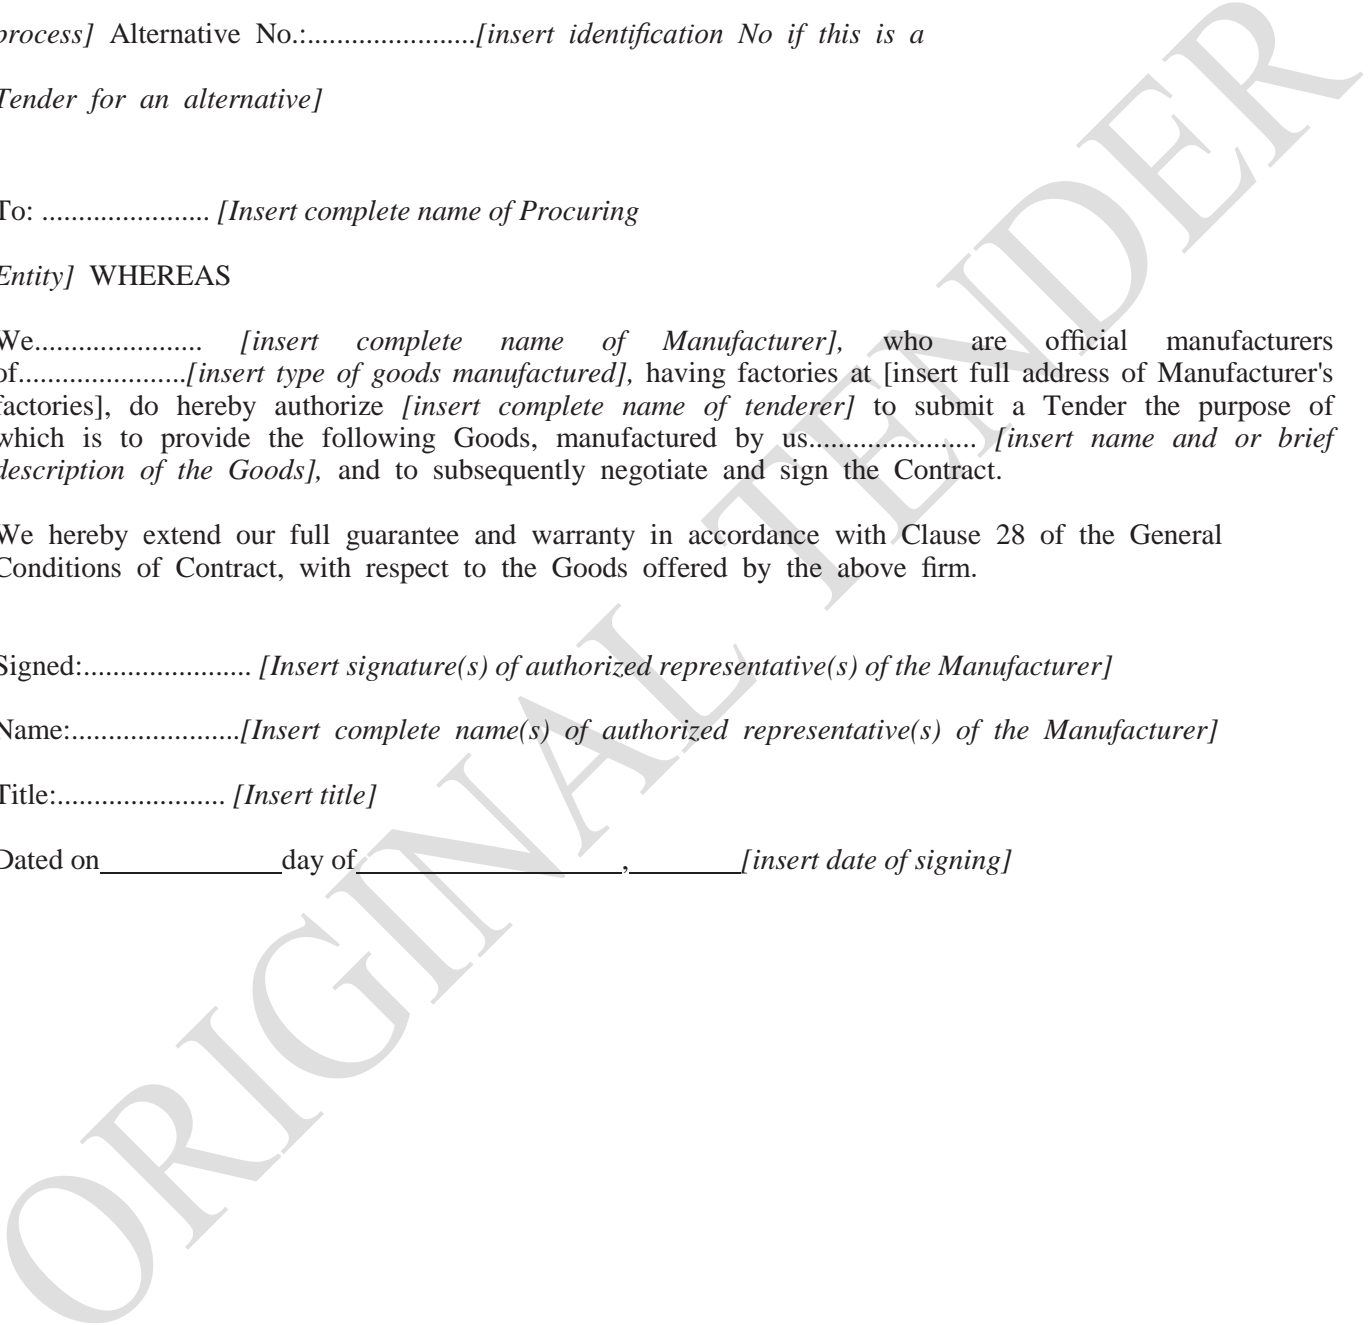 process] Alternative No.:.......................[insert identification No if this is a
Tender for an alternative]
To: ....................... [Insert complete name of Procuring
Entity] WHEREAS
We....................... [insert complete name of Manufacturer], who are official manufacturers
of.......................[insert type of goods manufactured], having factories at [insert full address of Manufacturer's
factories], do hereby authorize [insert complete name of tenderer] to submit a Tender the purpose of
which is to provide the following Goods, manufactured by us....................... [insert name and or brief
description of the Goods], and to subsequently negotiate and sign the Contract.
We hereby extend our full guarantee and warranty in accordance with Clause 28 of the General
Conditions of Contract, with respect to the Goods offered by the above firm.
Signed:....................... [Insert signature(s) of authorized representative(s) of the Manufacturer]
Name:.......................[Insert complete name(s) of authorized representative(s) of the Manufacturer]
Title:....................... [Insert title]
Dated on____________day of__________________,_______[insert date of signing]
ORIGINAL TENDER